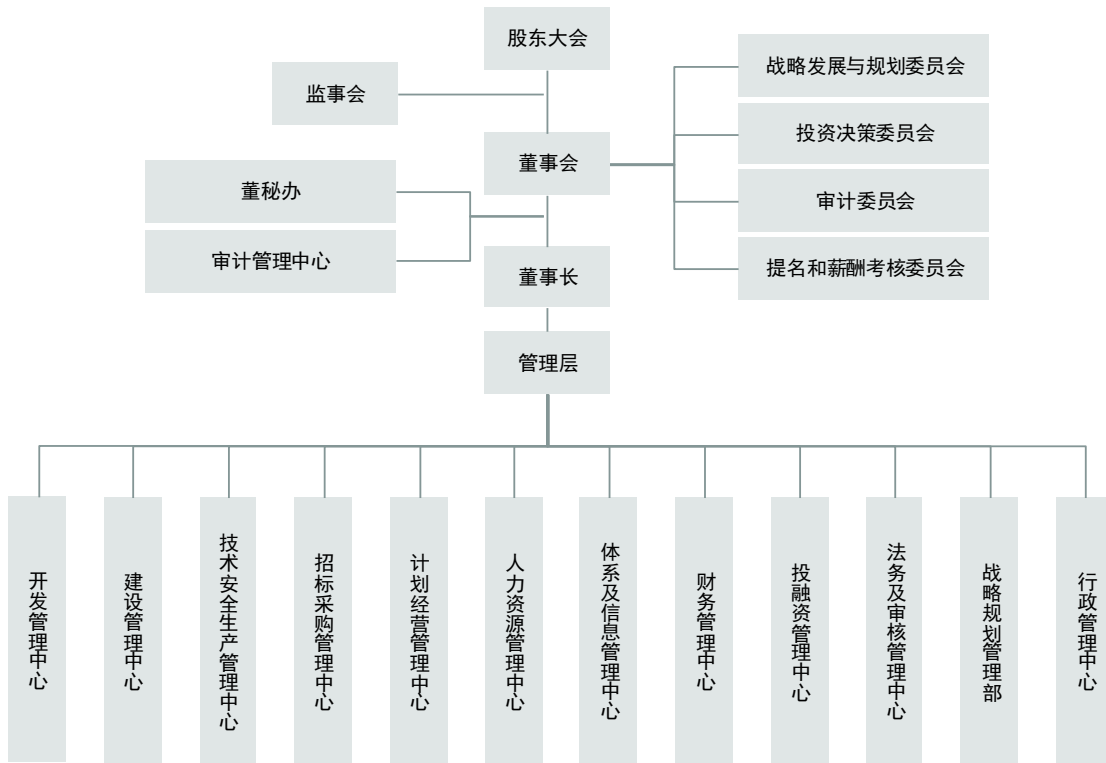 股东大会
监事会
战略发展与规划委员会
投资决策委员会
董事会
董秘办
审计委员会
审计管理中心
董事长
提名和薪酬考核委员会
管理层
开发管理中心
建设管理中心
技术安全生产管理中心
招标采购管理中心
计划经营管理中心
人力资源管理中心
体系及信息管理中心
财务管理中心
投融资管理中心
法务及审核管理中心
战略规划管理部
行政管理中心